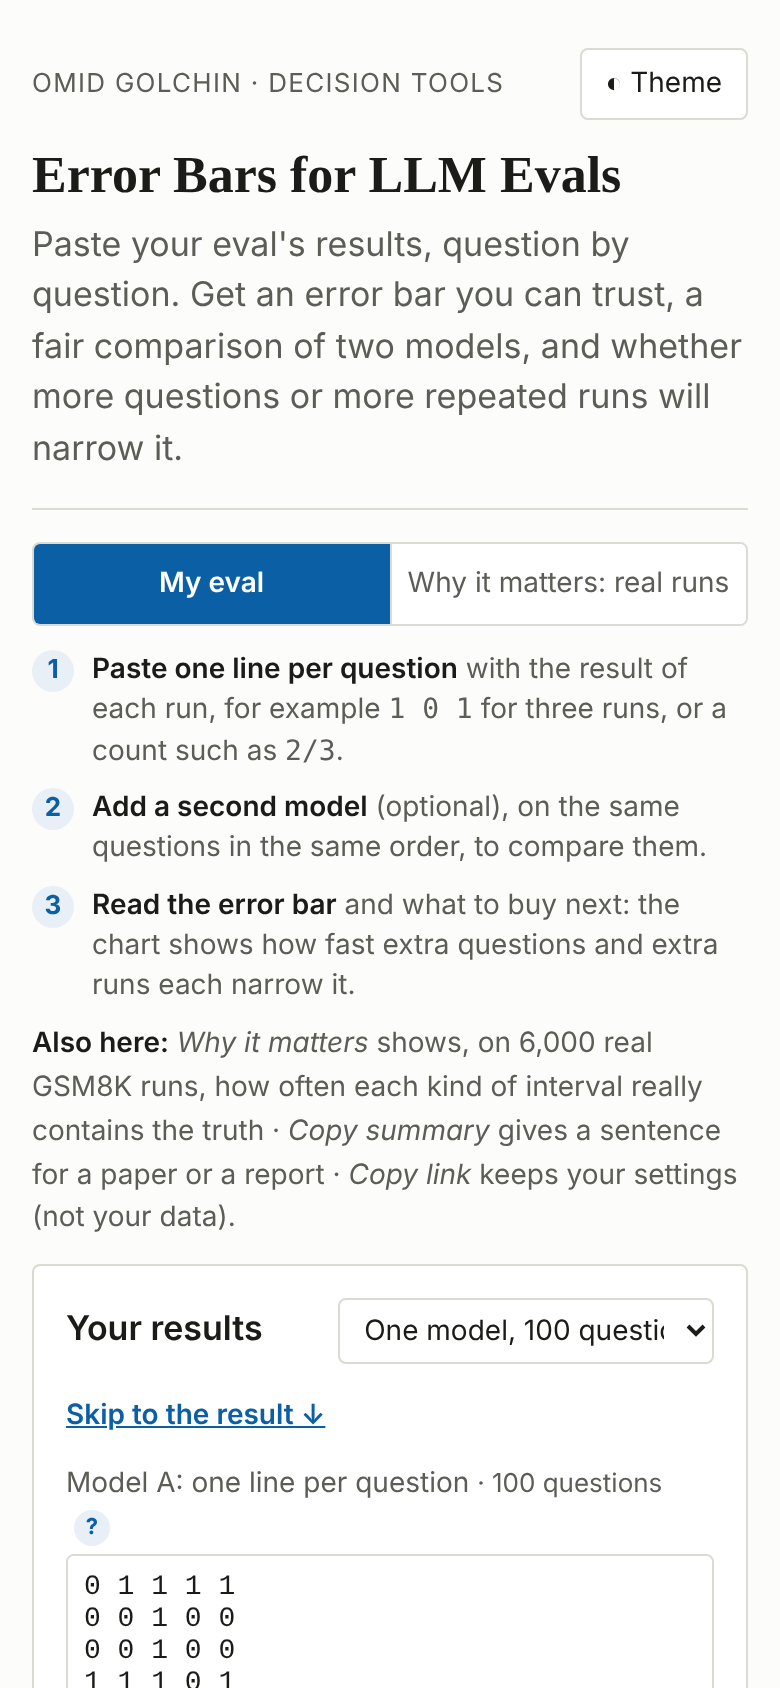 OMID GOLCHIN · DECISION TOOLS
Theme
Error Bars for LLM Evals
Paste your eval's results, question by
question. Get an error bar you can trust, a
fair comparison of two models, and whether
more questions or more repeated runs will
narrow it.
My eval
Why it matters: real runs
1 Paste one line per question with the result of
each run, for example 1 0 1 for three runs, or a
count such as 2/3.
2 Add a second model (optional), on the same
questions in the same order, to compare them.
3 Read the error bar and what to buy next: the
chart shows how fast extra questions and extra
runs each narrow it.
Also here: Why it matters shows, on 6,000 real
GSM8K runs, how often each kind of interval really
contains the truth · Copy summary gives a sentence
for a paper or a report · Copy link keeps your settings
(not your data).
Your results
One model, 100 questi
Skip to the result ↓
Model A: one line per question · 100 questions
?
0 1 1 1 1
0 0 1 0 0
0 0 1 0 0
1 1 1 0 1